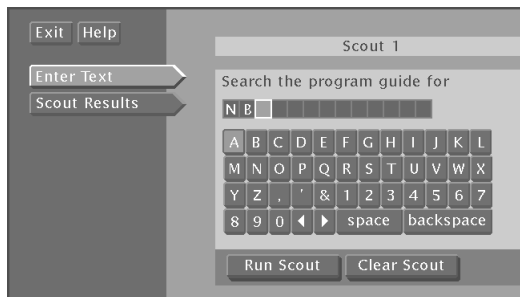 Exit Help
Scout 1
Enter Text
Scout Results
Search the program guide for
N B
A B C D E F G H I J K L
M N O P Q R S T U V W X
Y Z , ' & 1 2 3 4 5 6 7
8 9 0 space backspace
Run Scout Clear Scout